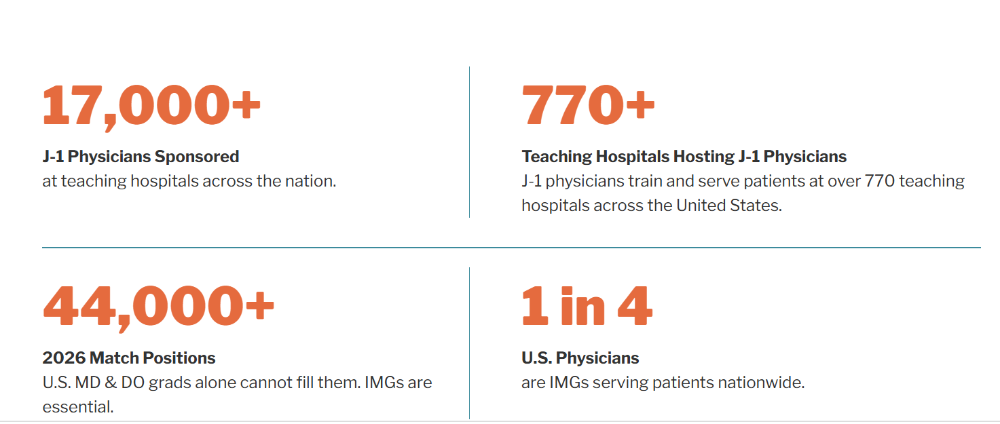 17,000+
J-1 Physicians Sponsored
at teaching hospitals across the nation.
770+
Teaching Hospitals Hosting J-1 Physicians
J-1 physicians train and serve patients at over 770 teaching
hospitals across the United States.
44,000+
2026 Match Positions
U.S. MD & DO grads alone cannot fill them. IMGs are
essential.
1 in 4
U.S. Physicians
are IMGs serving patients nationwide.